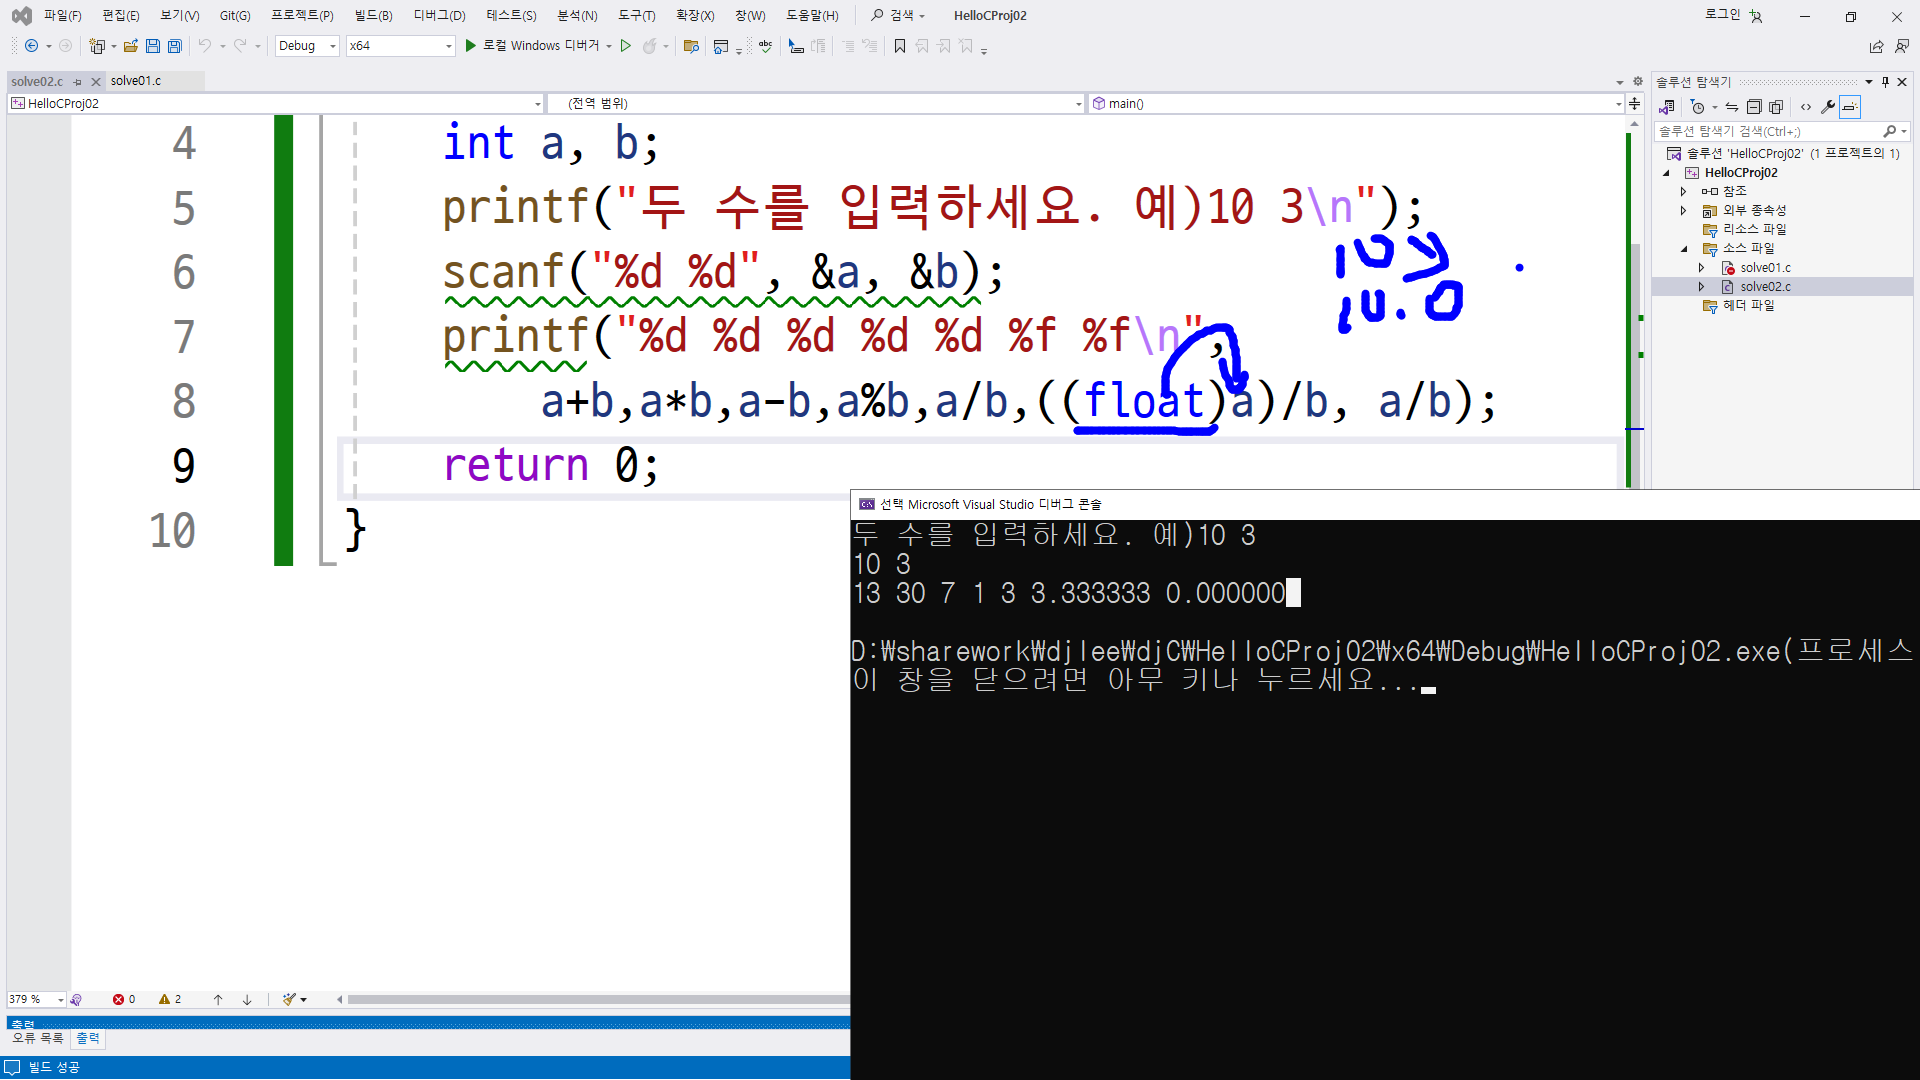 파일(F) 편집(E) 보기(V) Git(G) 프로젝트(P) 빌드(B) 디버그(D) 테스트(S) 분석(N) 도구(T) 확장(X) 창(W) 도움말(H) 검색 HelloCProj02 로그인
Debug x64 로컬 Windows 디버거
solve02.c solve01.c
HelloCProj02 (전역 범위) main()
4 int a, b;
5 printf("두 수를 입력하세요. 예)10 3\n");
6 scanf("%d %d", &a, &b);
7 printf("%d %d %d %d %d %f %f\n",
8 a+b,a*b,a-b,a%b,a/b,((float)a)/b, a/b);
9 return 0;
10 }
10
10.0
솔루션 탐색기
솔루션 탐색기 검색(Ctrl+;)
솔루션 'HelloCProj02' (1 프로젝트의 1)
HelloCProj02
참조
외부 종속성
리소스 파일
소스 파일
solve01.c
solve02.c
헤더 파일
선택 Microsoft Visual Studio 디버그 콘솔
두 수를 입력하세요. 예)10 3
10 3
13 30 7 1 3 3.333333 0.000000
D:₩sharework₩djlee₩djC₩HelloCProj02₩x64₩Debug₩HelloCProj02.exe(프로세스
이 창을 닫으려면 아무 키나 누르세요...
379 % 0 2
출력
오류 목록 출력
빌드 성공